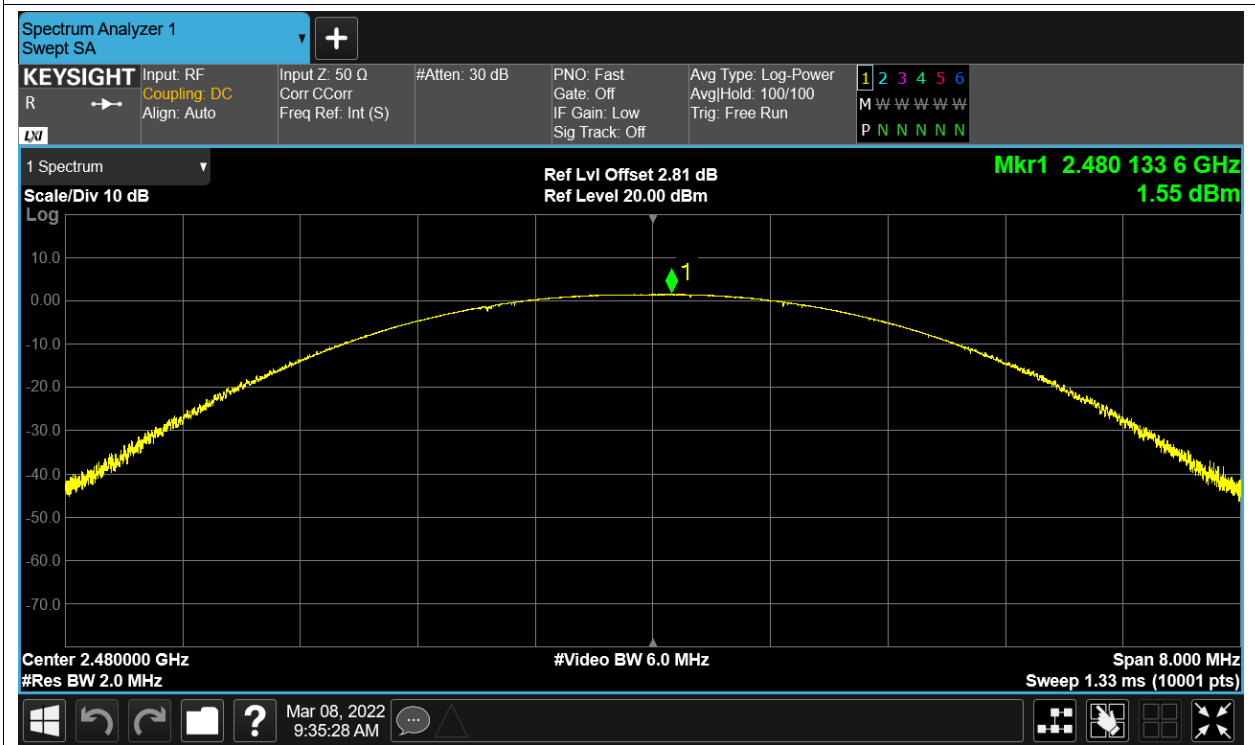 Spectrum Analyzer 1
Swept SA
KEYSIGHT
R
LXI
Input: RF
Coupling: DC
Align: Auto
Input Z: 50 Ω
Corr CCorr
Freq Ref: Int (S)
#Atten: 30 dB
PNO: Fast
Gate: Off
IF Gain: Low
Sig Track: Off
Avg Type: Log-Power
Avg|Hold: 100/100
Trig: Free Run
1 2 3 4 5 6
M W W W W W
P N N N N N
1 Spectrum
Scale/Div 10 dB
Ref Lvl Offset 2.81 dB
Ref Level 20.00 dBm
Mkr1 2.480 133 6 GHz
1.55 dBm
Log
10.0
0.00
-10.0
-20.0
-30.0
-40.0
-50.0
-60.0
-70.0
1
Center 2.480000 GHz
#Res BW 2.0 MHz
#Video BW 6.0 MHz
Span 8.000 MHz
Sweep 1.33 ms (10001 pts)
?
Mar 08, 2022
9:35:28 AM